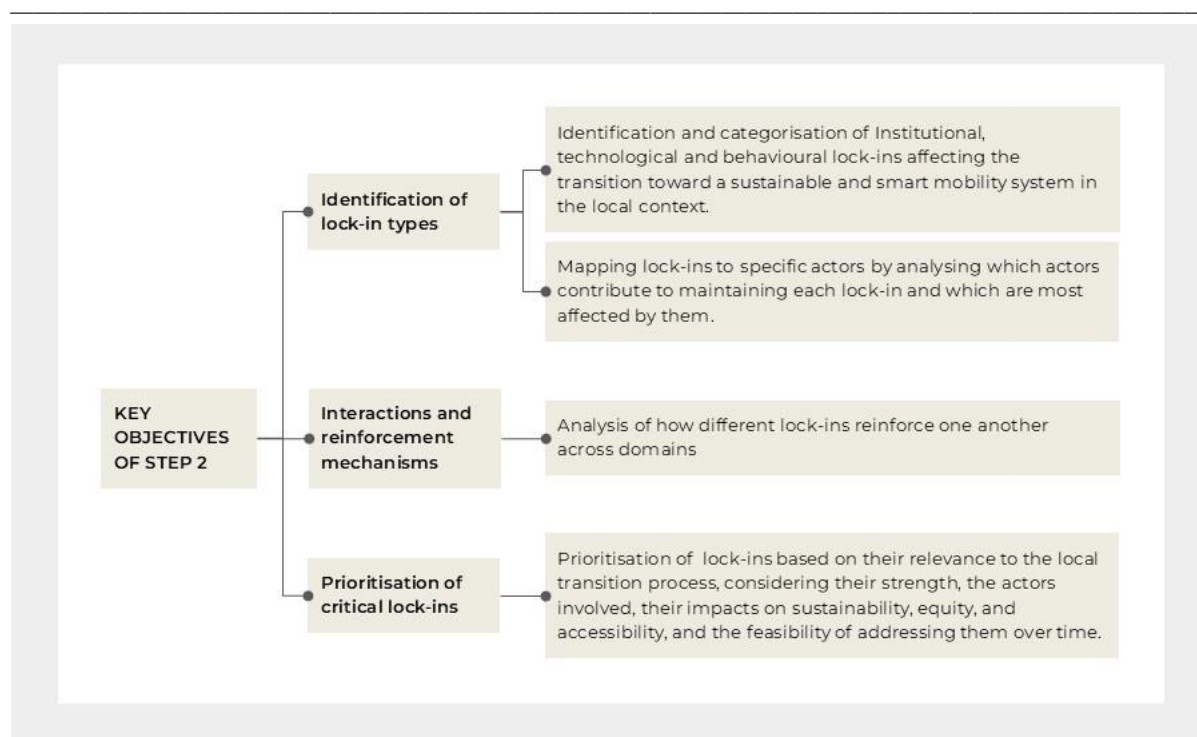 KEY
OBJECTIVES
OF STEP 2
Identification of
lock-in types
Identification and categorisation of Institutional,
technological and behavioural lock-ins affecting the
transition toward a sustainable and smart mobility system in
the local context.
Mapping lock-ins to specific actors by analysing which actors
contribute to maintaining each lock-in and which are most
affected by them.
Interactions and
reinforcement
mechanisms
Analysis of how different lock-ins reinforce one another
across domains
Prioritisation of
critical lock-ins
Prioritisation of lock-ins based on their relevance to the local
transition process, considering their strength, the actors
involved, their impacts on sustainability, equity, and
accessibility, and the feasibility of addressing them over time.